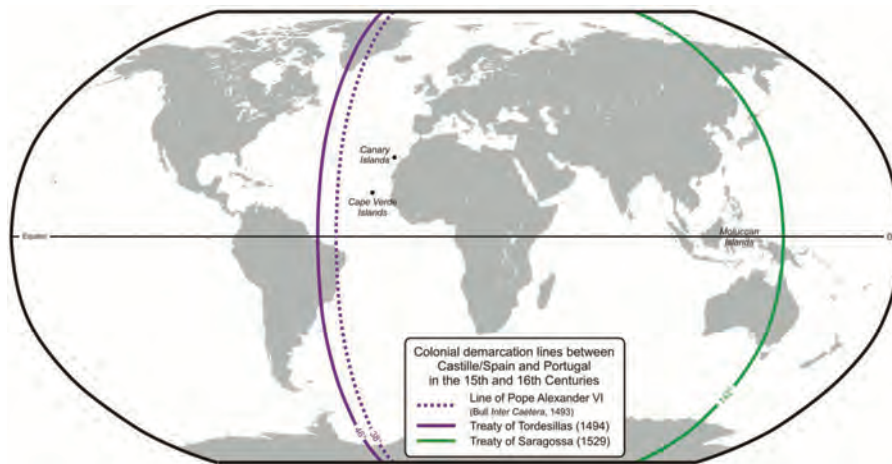 Canary
Islands
Cape Verde
Islands
Equator
Moluccan
Islands
Colonial demarcation lines between
Castille/Spain and Portugal
in the 15th and 16th Centuries
Line of Pope Alexander VI
(Bull Inter Caetera, 1493)
Treaty of Tordesillas (1494)
Treaty of Saragossa (1529)
46°
38°
142°